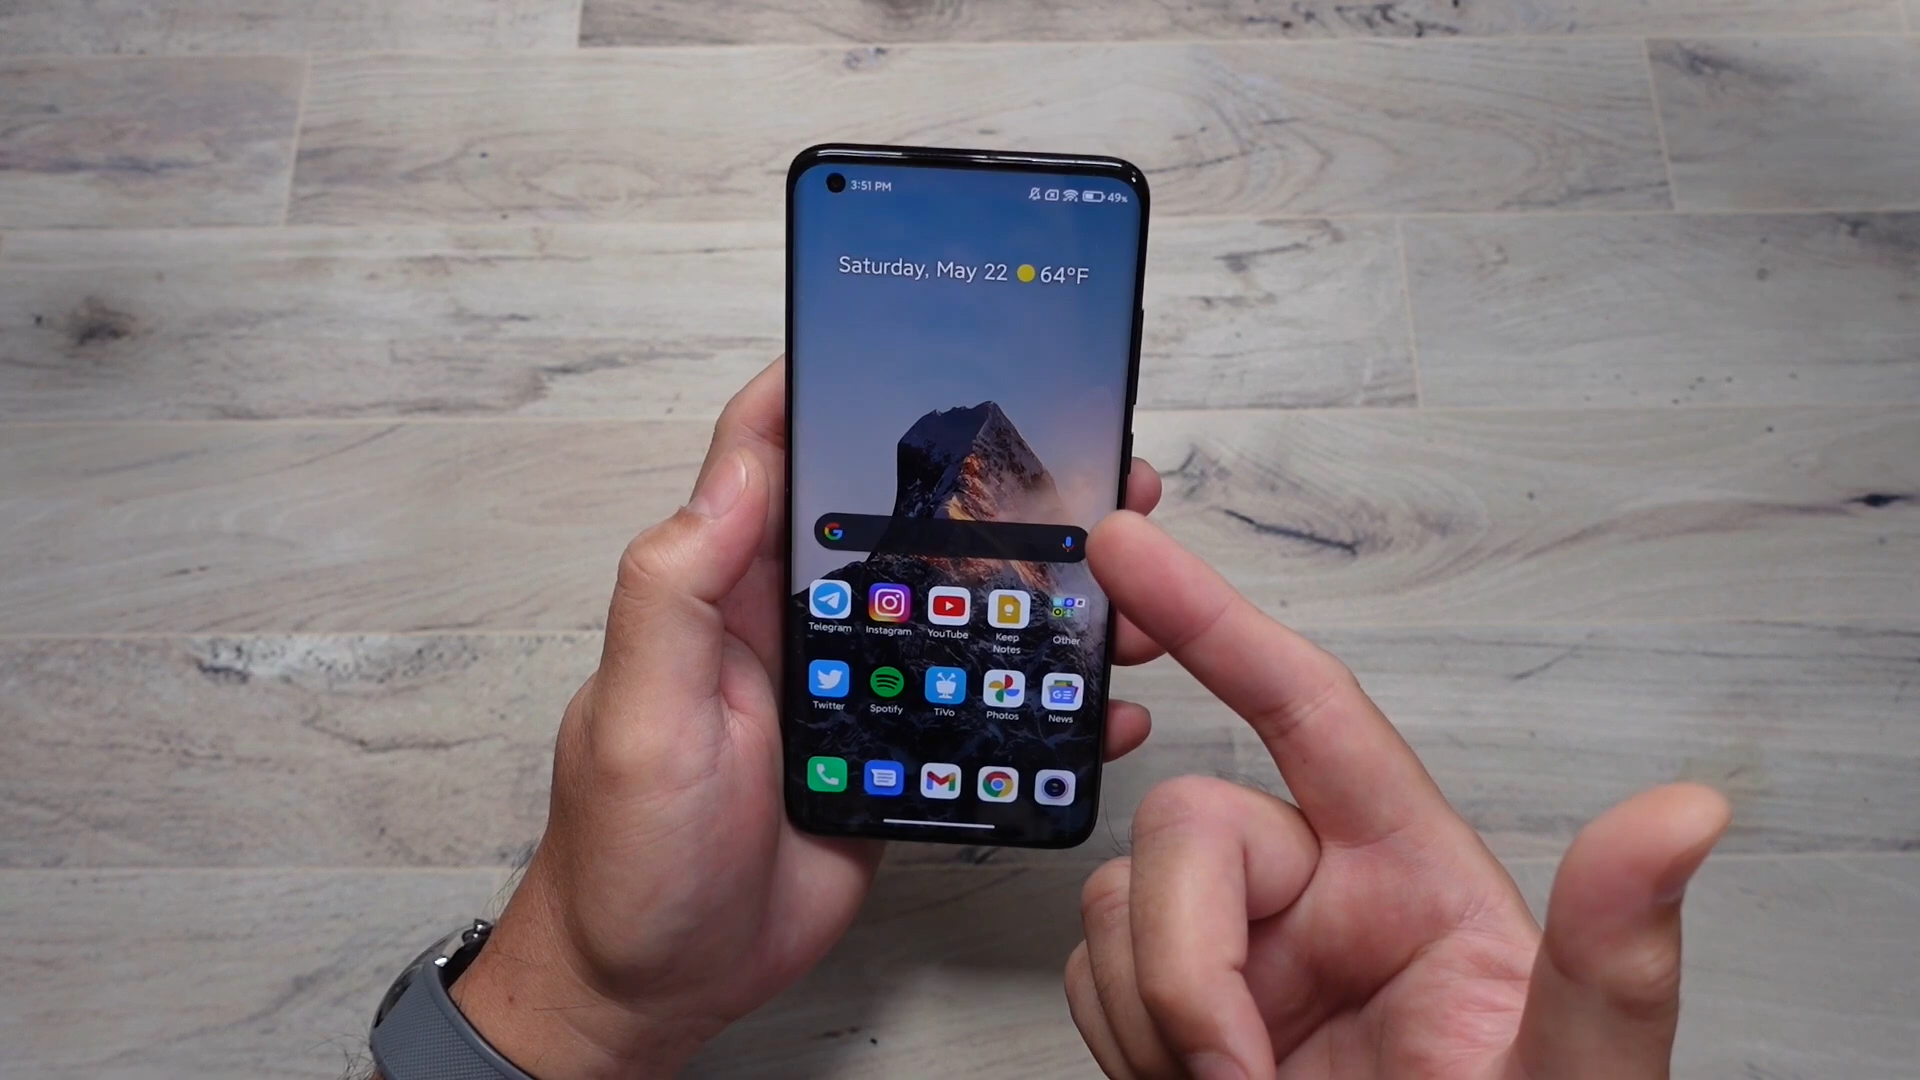 3:51 PM 49%
Saturday, May 22 64°F
Telegram Instagram YouTube Keep Notes Other
Twitter Spotify TiVo Photos News